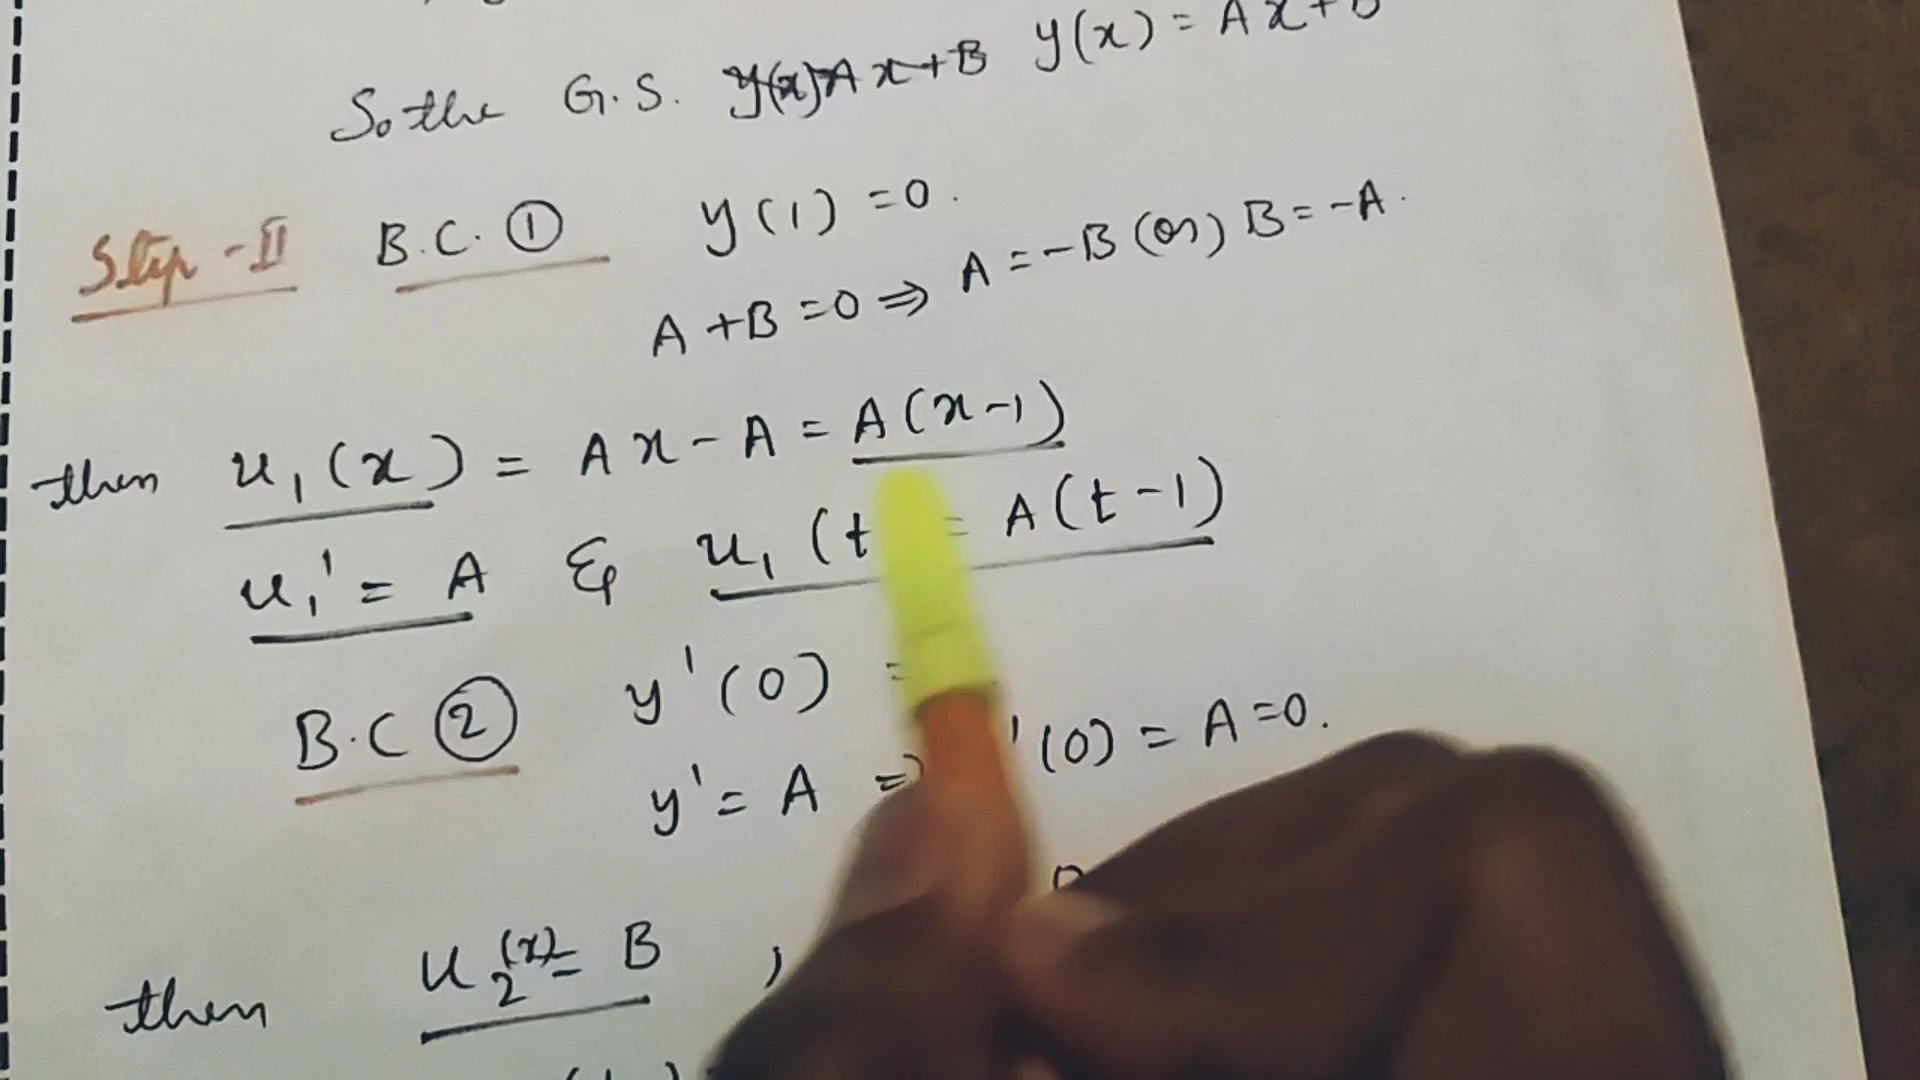 So the G.S. y(x)=Ax+B y(x) = Ax+B
Step-II B.C. ① y(1) =0.
A+B=0 ⇒ A=-B (or) B=-A.
then u₁(x) = Ax-A = A(x-1)
u₁' = A & u₁(t = A(t-1)
B.C ② y'(0) =
y'= A ⇒ '(0) = A=0.
then u₂(x)= B ,